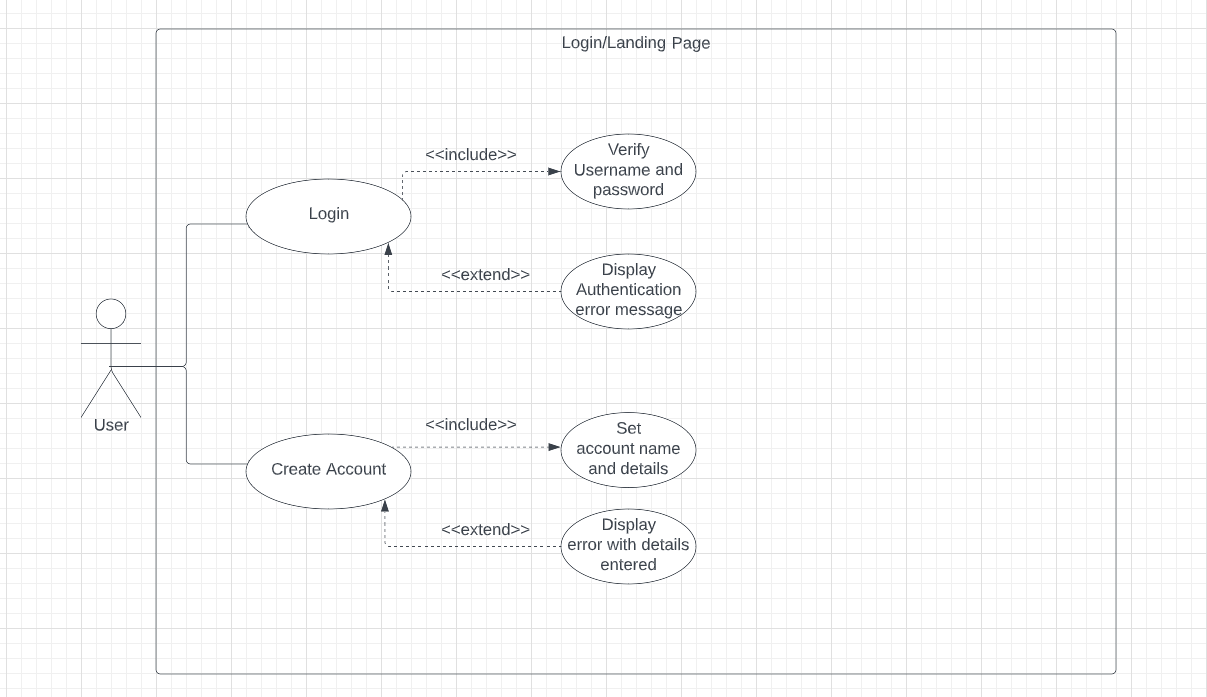 Login/Landing Page
<<include>>
Verify
Username and
password
Login
<<extend>>
Display
Authentication
error message
User
<<include>>
Set
account name
and details
Create Account
<<extend>>
Display
error with details
entered